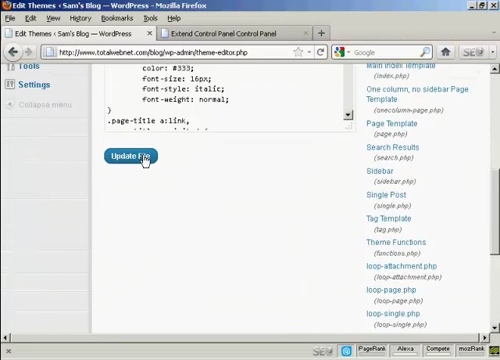 Edit Themes ‹ Sam's Blog — WordPress - Mozilla Firefox
File Edit View History Bookmarks Tools Help
Edit Themes ‹ Sam's Blog — WordPress
Extend Control Panel Control Panel
http://www.totalwebnet.com/blog/wp-admin/theme-editor.php
Google
Tools
Settings
Collapse menu
color: #333;
font-size: 16px;
font-style: italic;
font-weight: normal;
}
.page-title a:link,
Update File
Main Index Template
(index.php)
One column, no sidebar Page
Template
(onecolumn-page.php)
Page Template
(page.php)
Search Results
(search.php)
Sidebar
(sidebar.php)
Single Post
(single.php)
Tag Template
(tag.php)
Theme Functions
(functions.php)
loop-attachment.php
(loop-attachment.php)
loop-page.php
(loop-page.php)
loop-single.php
(loop-single.php)
PageRank
Alexa
Compete
mozRank